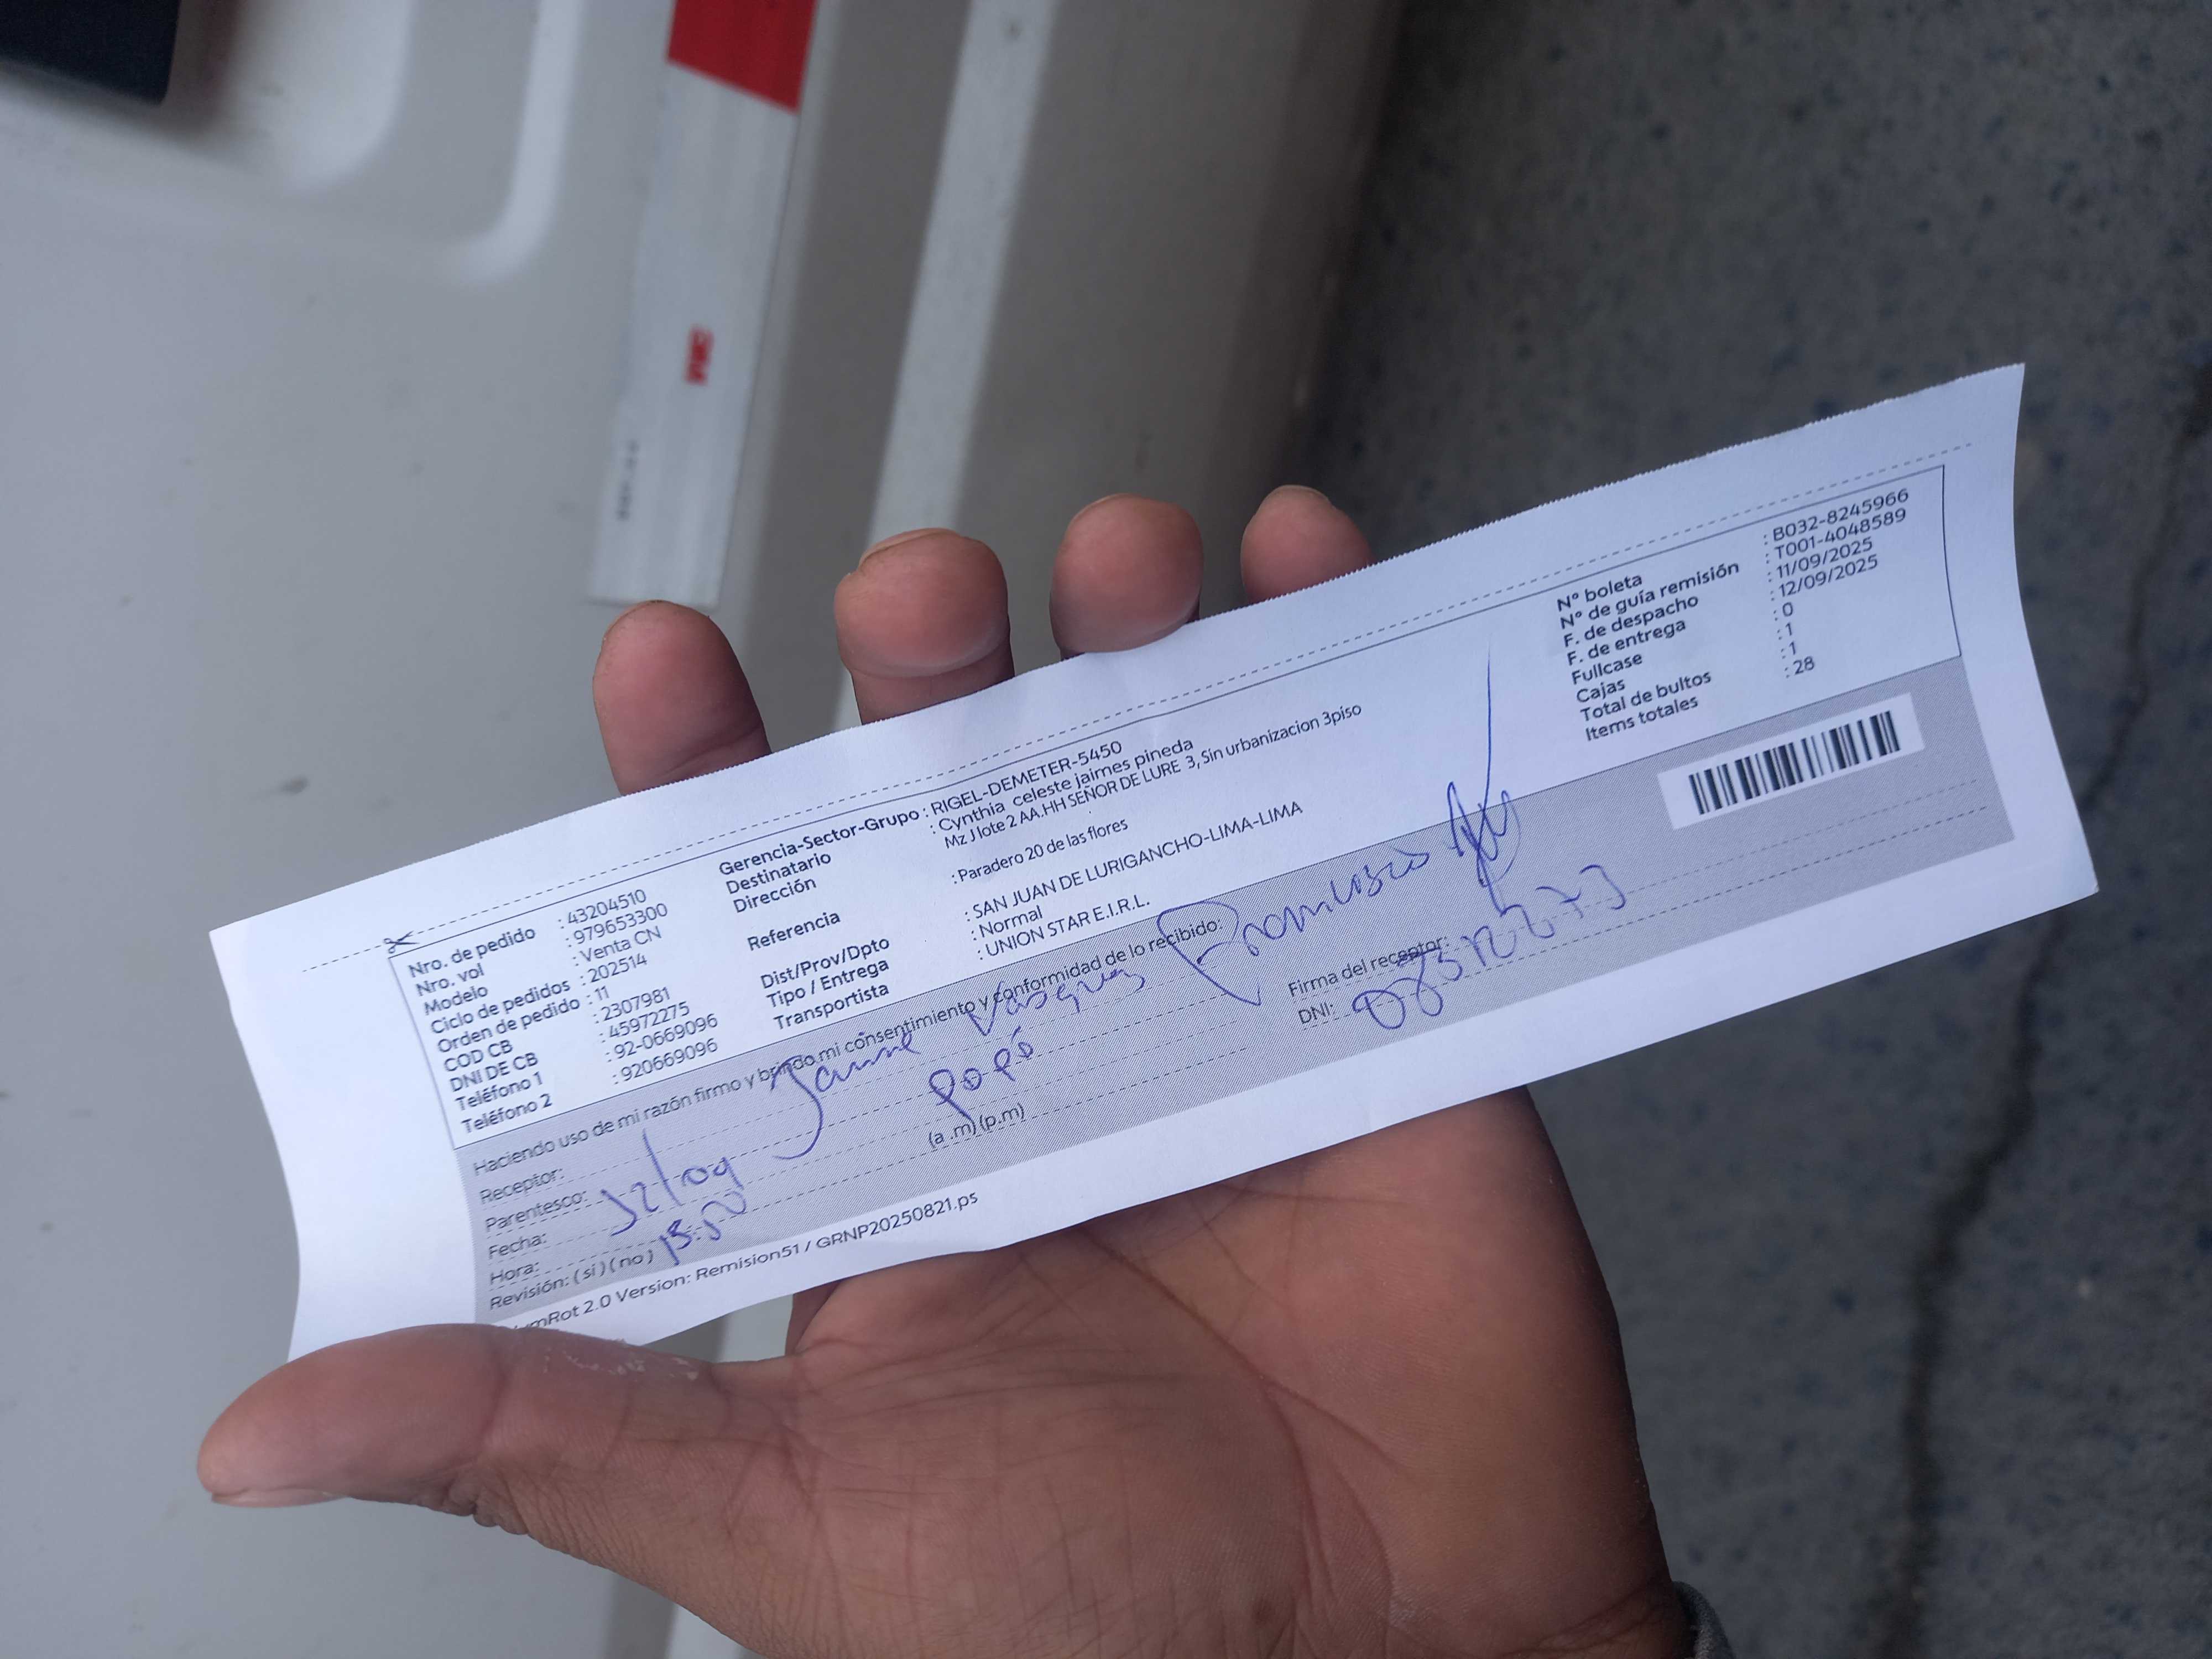 3M
Nro. de pedido : 43204510
Nro. vol : 979653300
Modelo : Venta CN
Ciclo de pedidos : 202514
Orden de pedido : 11
COD CB : 2307981
DNI DE CB : 45972275
Teléfono 1 : 92-0669096
Teléfono 2 : 920669096
Gerencia-Sector-Grupo : RIGEL-DEMETER-5450
Destinatario : Cynthia celeste jaimes pineda
Dirección Mz J lote 2 AA.HH SEÑOR DE LURE 3, Sin urbanizacion 3piso
Referencia : Paradero 20 de las flores
Dist/Prov/Dpto : SAN JUAN DE LURIGANCHO-LIMA-LIMA
Tipo / Entrega : Normal
Transportista : UNION STAR E.I.R.L.
N° boleta : B032-8245966
N° de guía remisión : T001-4048589
F. de despacho : 11/09/2025
F. de entrega : 12/09/2025
Fullcase : 0
Cajas : 1
Total de bultos : 1
Items totales : 28
Haciendo uso de mi razón firmo y brindo mi consentimiento y conformidad de lo recibido:
Receptor: Vasquez
Parentesco: papá
Fecha: 12/09
Hora: 13:50 (a .m) (p.m)
Revisión: ( si ) ( no )
Firma del receptor:
DNI:
Rot 2.0 Version: Remision51 / GRNP20250821.ps